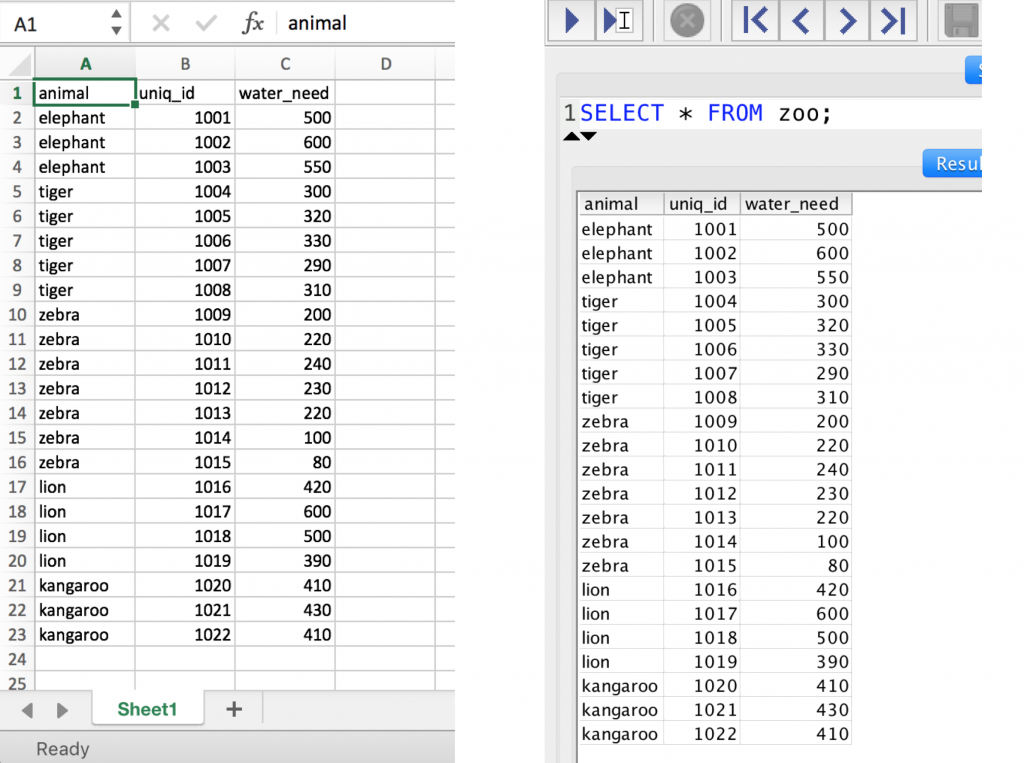 A1 fx animal
A B C D
1 animal uniq_id water_need
2 elephant 1001 500
3 elephant 1002 600
4 elephant 1003 550
5 tiger 1004 300
6 tiger 1005 320
7 tiger 1006 330
8 tiger 1007 290
9 tiger 1008 310
10 zebra 1009 200
11 zebra 1010 220
12 zebra 1011 240
13 zebra 1012 230
14 zebra 1013 220
15 zebra 1014 100
16 zebra 1015 80
17 lion 1016 420
18 lion 1017 600
19 lion 1018 500
20 lion 1019 390
21 kangaroo 1020 410
22 kangaroo 1021 430
23 kangaroo 1022 410
24
25
Sheet1 +
Ready
1 SELECT * FROM zoo;
Resul
animal uniq_id water_need
elephant 1001 500
elephant 1002 600
elephant 1003 550
tiger 1004 300
tiger 1005 320
tiger 1006 330
tiger 1007 290
tiger 1008 310
zebra 1009 200
zebra 1010 220
zebra 1011 240
zebra 1012 230
zebra 1013 220
zebra 1014 100
zebra 1015 80
lion 1016 420
lion 1017 600
lion 1018 500
lion 1019 390
kangaroo 1020 410
kangaroo 1021 430
kangaroo 1022 410